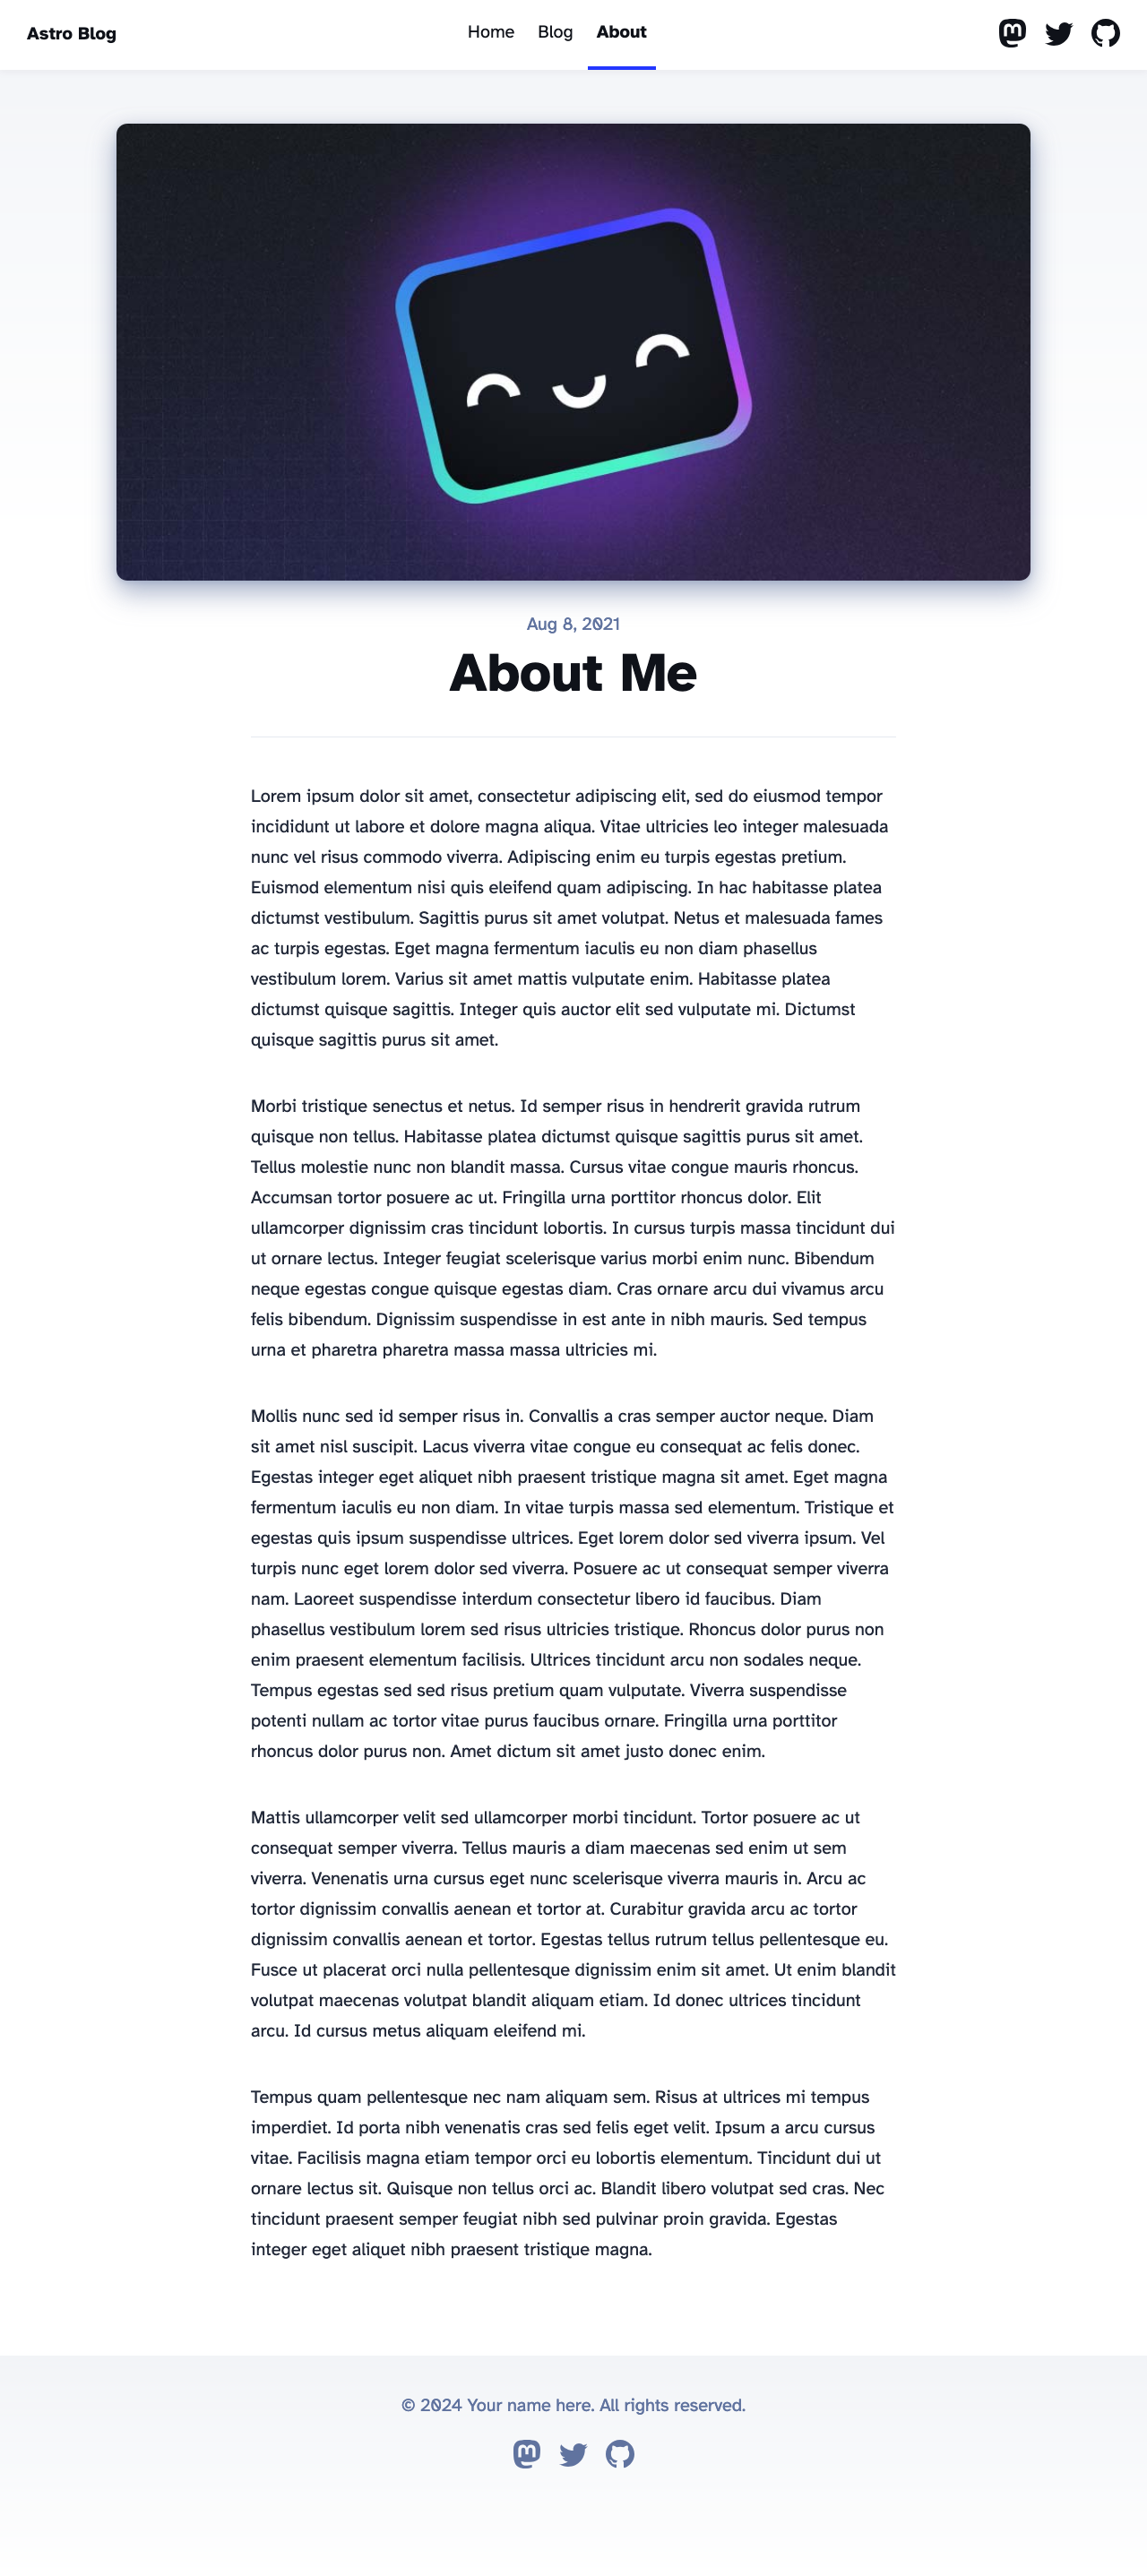 Astro Blog
Home Blog About
Aug 8, 2021
About Me
Lorem ipsum dolor sit amet, consectetur adipiscing elit, sed do eiusmod tempor
incididunt ut labore et dolore magna aliqua. Vitae ultricies leo integer malesuada
nunc vel risus commodo viverra. Adipiscing enim eu turpis egestas pretium.
Euismod elementum nisi quis eleifend quam adipiscing. In hac habitasse platea
dictumst vestibulum. Sagittis purus sit amet volutpat. Netus et malesuada fames
ac turpis egestas. Eget magna fermentum iaculis eu non diam phasellus
vestibulum lorem. Varius sit amet mattis vulputate enim. Habitasse platea
dictumst quisque sagittis. Integer quis auctor elit sed vulputate mi. Dictumst
quisque sagittis purus sit amet.
Morbi tristique senectus et netus. Id semper risus in hendrerit gravida rutrum
quisque non tellus. Habitasse platea dictumst quisque sagittis purus sit amet.
Tellus molestie nunc non blandit massa. Cursus vitae congue mauris rhoncus.
Accumsan tortor posuere ac ut. Fringilla urna porttitor rhoncus dolor. Elit
ullamcorper dignissim cras tincidunt lobortis. In cursus turpis massa tincidunt dui
ut ornare lectus. Integer feugiat scelerisque varius morbi enim nunc. Bibendum
neque egestas congue quisque egestas diam. Cras ornare arcu dui vivamus arcu
felis bibendum. Dignissim suspendisse in est ante in nibh mauris. Sed tempus
urna et pharetra pharetra massa massa ultricies mi.
Mollis nunc sed id semper risus in. Convallis a cras semper auctor neque. Diam
sit amet nisl suscipit. Lacus viverra vitae congue eu consequat ac felis donec.
Egestas integer eget aliquet nibh praesent tristique magna sit amet. Eget magna
fermentum iaculis eu non diam. In vitae turpis massa sed elementum. Tristique et
egestas quis ipsum suspendisse ultrices. Eget lorem dolor sed viverra ipsum. Vel
turpis nunc eget lorem dolor sed viverra. Posuere ac ut consequat semper viverra
nam. Laoreet suspendisse interdum consectetur libero id faucibus. Diam
phasellus vestibulum lorem sed risus ultricies tristique. Rhoncus dolor purus non
enim praesent elementum facilisis. Ultrices tincidunt arcu non sodales neque.
Tempus egestas sed sed risus pretium quam vulputate. Viverra suspendisse
potenti nullam ac tortor vitae purus faucibus ornare. Fringilla urna porttitor
rhoncus dolor purus non. Amet dictum sit amet justo donec enim.
Mattis ullamcorper velit sed ullamcorper morbi tincidunt. Tortor posuere ac ut
consequat semper viverra. Tellus mauris a diam maecenas sed enim ut sem
viverra. Venenatis urna cursus eget nunc scelerisque viverra mauris in. Arcu ac
tortor dignissim convallis aenean et tortor at. Curabitur gravida arcu ac tortor
dignissim convallis aenean et tortor. Egestas tellus rutrum tellus pellentesque eu.
Fusce ut placerat orci nulla pellentesque dignissim enim sit amet. Ut enim blandit
volutpat maecenas volutpat blandit aliquam etiam. Id donec ultrices tincidunt
arcu. Id cursus metus aliquam eleifend mi.
Tempus quam pellentesque nec nam aliquam sem. Risus at ultrices mi tempus
imperdiet. Id porta nibh venenatis cras sed felis eget velit. Ipsum a arcu cursus
vitae. Facilisis magna etiam tempor orci eu lobortis elementum. Tincidunt dui ut
ornare lectus sit. Quisque non tellus orci ac. Blandit libero volutpat sed cras. Nec
tincidunt praesent semper feugiat nibh sed pulvinar proin gravida. Egestas
integer eget aliquet nibh praesent tristique magna.
© 2024 Your name here. All rights reserved.